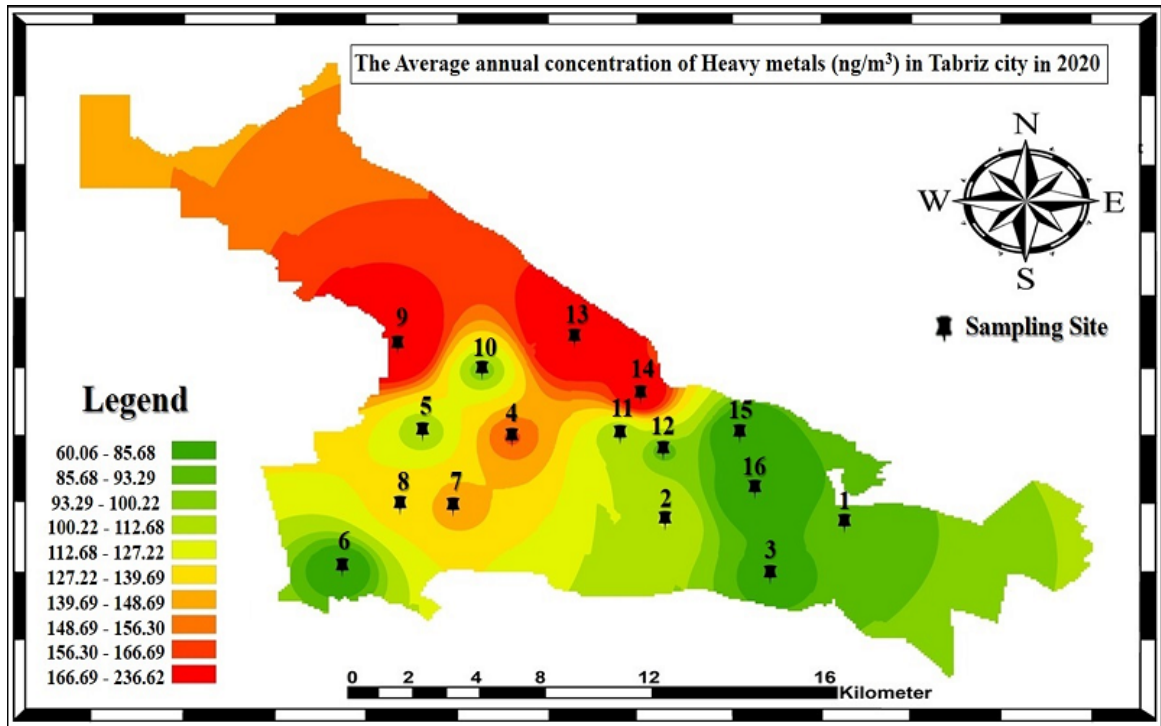 The Average annual concentration of Heavy metals (ng/m³) in Tabriz city in 2020
N
W E
S
Sampling Site
9
13
10
14
5
4
11
12
15
16
8
7
2
1
6
3
Legend
60.06 - 85.68
85.68 - 93.29
93.29 - 100.22
100.22 - 112.68
112.68 - 127.22
127.22 - 139.69
139.69 - 148.69
148.69 - 156.30
156.30 - 166.69
166.69 - 236.62
0 2 4 8 12 16
Kilometer